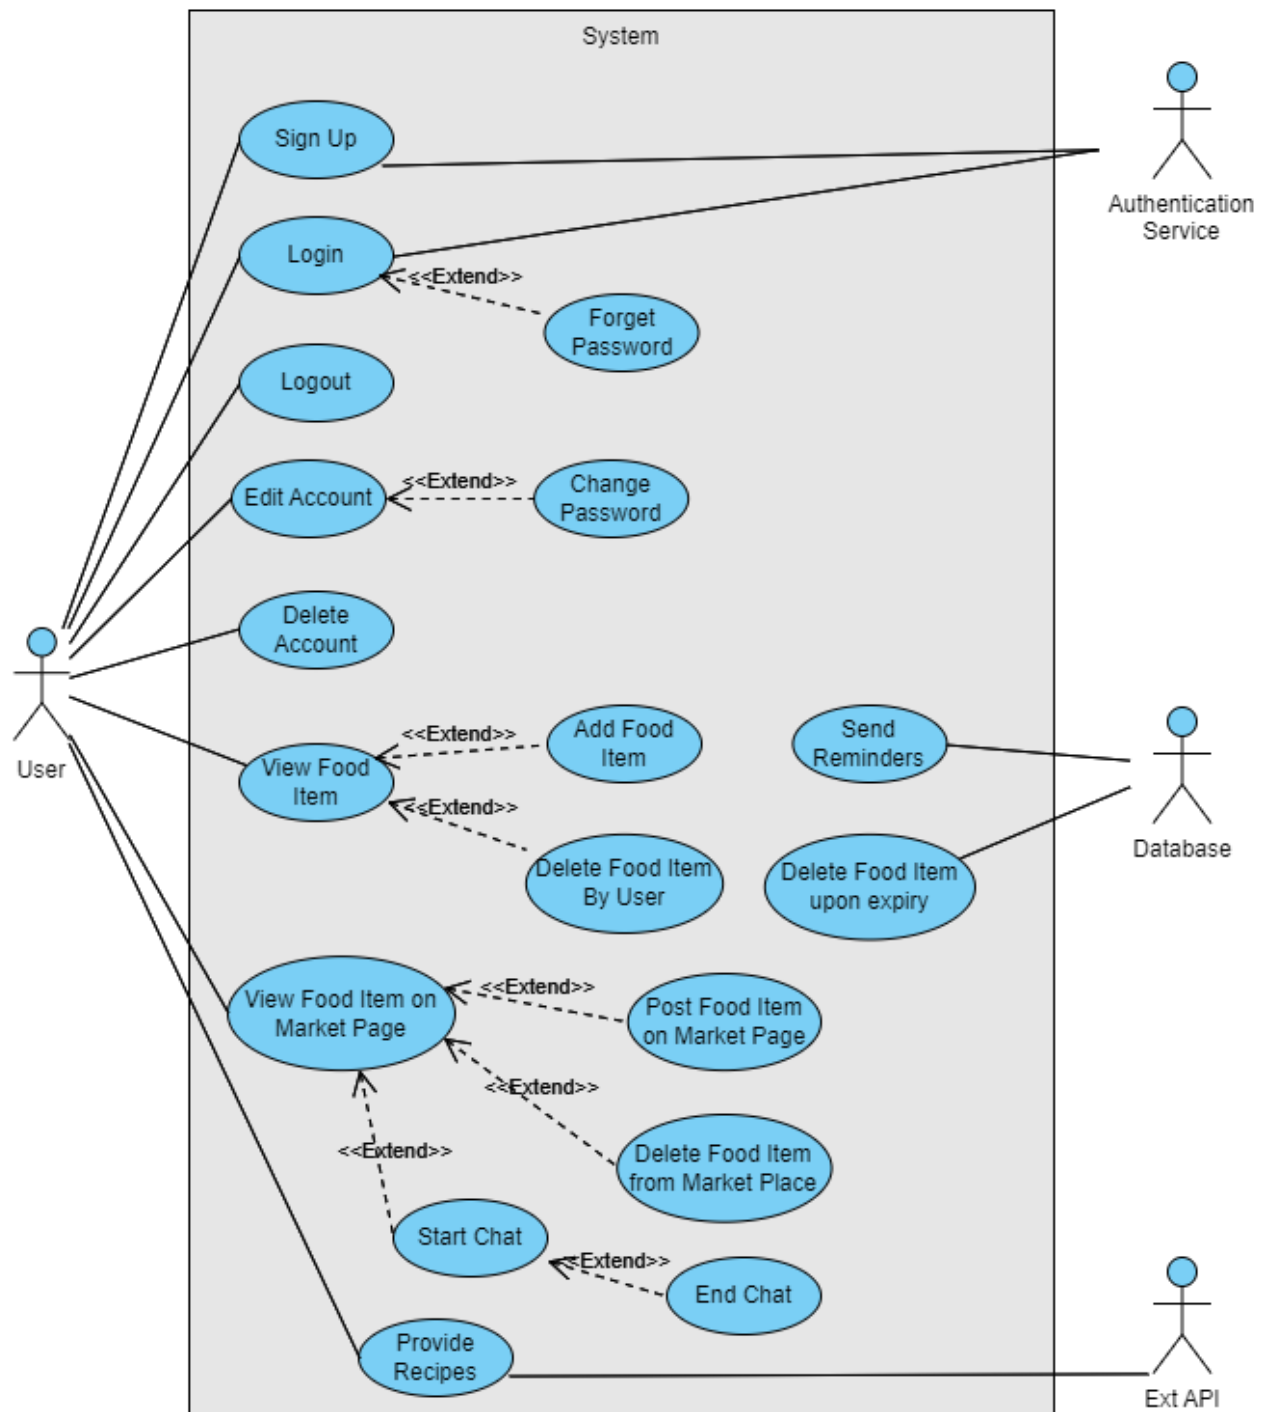 System
Sign Up
Authentication
Service
Login
<<Extend>>
Forget
Password
Logout
Edit Account
<<Extend>>
Change
Password
Delete
Account
User
View Food
Item
<<Extend>>
Add Food
Item
<<Extend>>
Delete Food Item
By User
Send
Reminders
Delete Food Item
upon expiry
Database
View Food Item on
Market Page
<<Extend>>
Post Food Item
on Market Page
<<Extend>>
Delete Food Item
from Market Place
<<Extend>>
Start Chat
<<Extend>>
End Chat
Provide
Recipes
Ext API